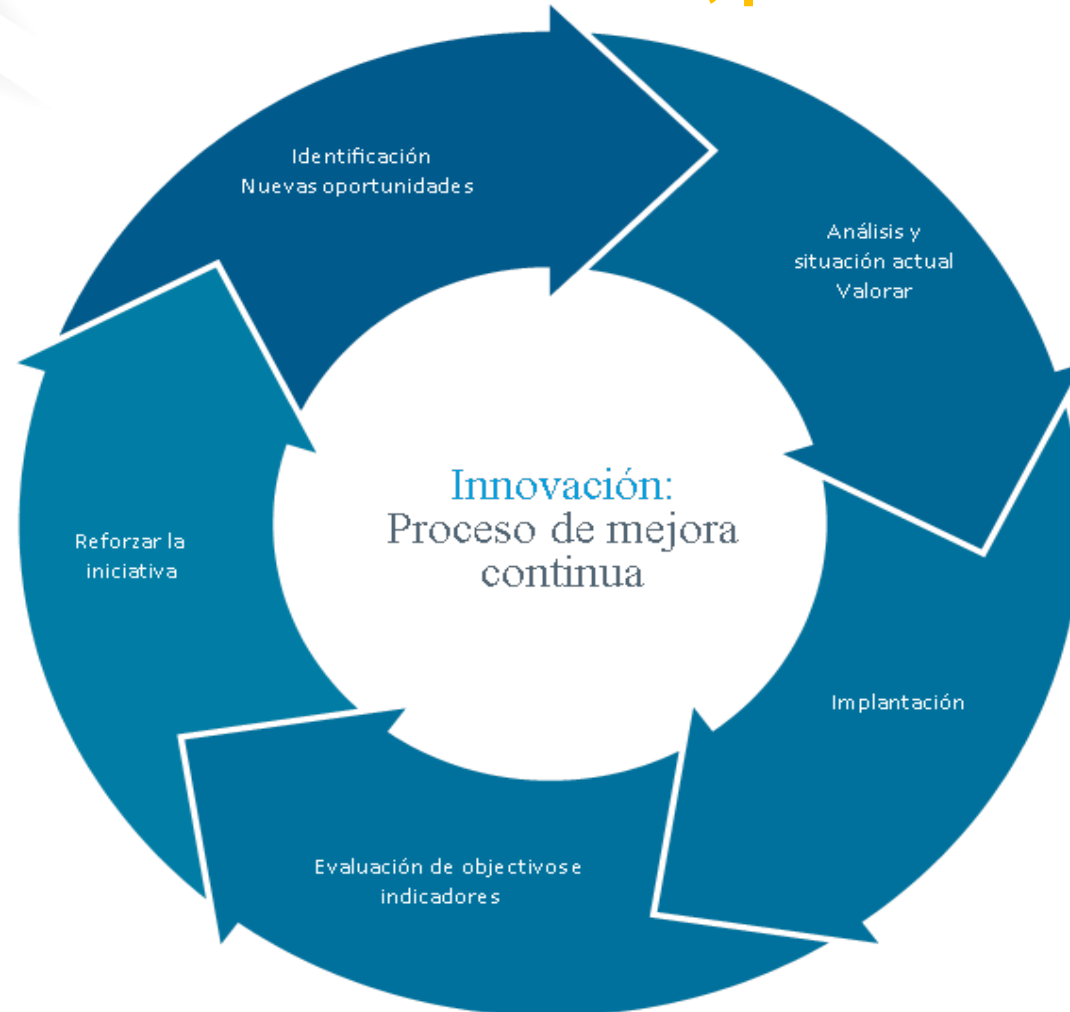 Identificación
Nuevas oportunidades
Análisis y
situación actual
Valorar
Innovación:
Proceso de mejora
continua
Reforzar la
iniciativa
Implantación
Evaluación de objectivos e
indicadores